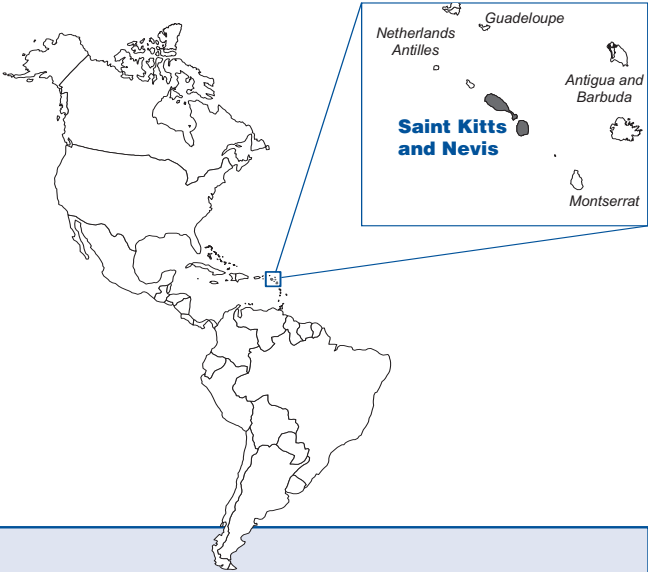 Guadeloupe
Netherlands
Antilles
Antigua and
Barbuda
Saint Kitts
and Nevis
Montserrat